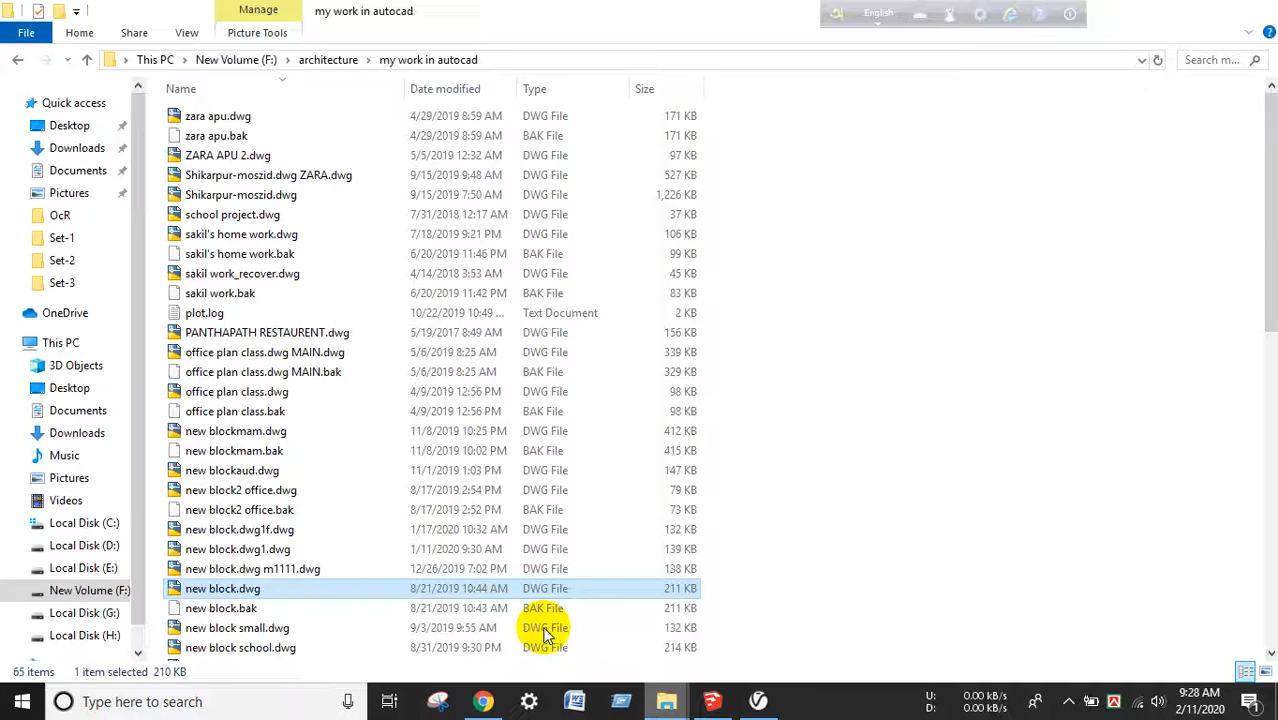 Manage
my work in autocad
English
File
Home
Share
View
Picture Tools
This PC
New Volume (F:)
architecture
my work in autocad
Search m...
Name
Date modified
Type
Size
zara apu.dwg 4/29/2019 8:59 AM DWG File 171 KB
zara apu.bak 4/29/2019 8:59 AM BAK File 171 KB
ZARA APU 2.dwg 5/5/2019 12:32 AM DWG File 97 KB
Shikarpur-moszid.dwg ZARA.dwg 9/15/2019 9:48 AM DWG File 527 KB
Shikarpur-moszid.dwg 9/15/2019 7:50 AM DWG File 1,226 KB
school project.dwg 7/31/2018 12:17 AM DWG File 37 KB
sakil's home work.dwg 7/18/2019 9:21 PM DWG File 106 KB
sakil's home work.bak 6/20/2019 11:46 PM BAK File 99 KB
sakil work_recover.dwg 4/14/2018 3:53 AM DWG File 45 KB
sakil work.bak 6/20/2019 11:42 PM BAK File 83 KB
plot.log 10/22/2019 10:49 ... Text Document 2 KB
PANTHAPATH RESTAURENT.dwg 5/19/2017 8:49 AM DWG File 156 KB
office plan class.dwg MAIN.dwg 5/6/2019 8:25 AM DWG File 339 KB
office plan class.dwg MAIN.bak 5/6/2019 8:25 AM BAK File 329 KB
office plan class.dwg 4/9/2019 12:56 PM DWG File 98 KB
office plan class.bak 4/9/2019 12:56 PM BAK File 98 KB
new blockmam.dwg 11/8/2019 10:25 PM DWG File 412 KB
new blockmam.bak 11/8/2019 10:02 PM BAK File 415 KB
new blockaud.dwg 11/1/2019 1:03 PM DWG File 147 KB
new block2 office.dwg 8/17/2019 2:54 PM DWG File 79 KB
new block2 office.bak 8/17/2019 2:52 PM BAK File 73 KB
new block.dwg1f.dwg 1/17/2020 10:32 AM DWG File 132 KB
new block.dwg1.dwg 1/11/2020 9:30 AM DWG File 139 KB
new block.dwg m1111.dwg 12/26/2019 7:02 PM DWG File 138 KB
new block.dwg 8/21/2019 10:44 AM DWG File 211 KB
new block.bak 8/21/2019 10:43 AM BAK File 211 KB
new block small.dwg 9/3/2019 9:55 AM DWG File 132 KB
new block school.dwg 8/31/2019 9:30 PM DWG File 214 KB
Quick access
Desktop
Downloads
Documents
Pictures
OcR
Set-1
Set-2
Set-3
OneDrive
This PC
3D Objects
Desktop
Documents
Downloads
Music
Pictures
Videos
Local Disk (C:)
Local Disk (D:)
Local Disk (E:)
New Volume (F:)
Local Disk (G:)
Local Disk (H:)
65 items
1 item selected 210 KB
Type here to search
U: 0.00 kB/s
D: 0.00 kB/s
9:28 AM
2/11/2020
1